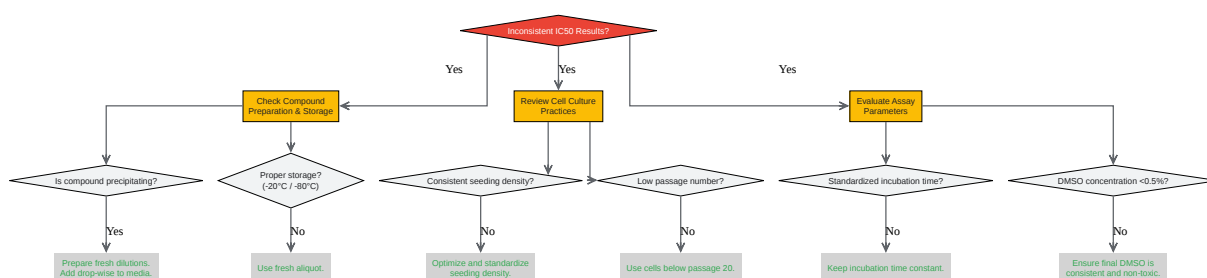 Inconsistent IC50 Results?
Yes
Yes
Yes
Check Compound
Preparation & Storage
Review Cell Culture
Practices
Evaluate Assay
Parameters
Is compound precipitating?
Proper storage?
(-20°C / -80°C)
Consistent seeding density?
Low passage number?
Standardized incubation time?
DMSO concentration <0.5%?
Yes
No
No
No
No
No
Prepare fresh dilutions.
Add drop-wise to media.
Use fresh aliquot.
Optimize and standardize
seeding density.
Use cells below passage 20.
Keep incubation time constant.
Ensure final DMSO is
consistent and non-toxic.